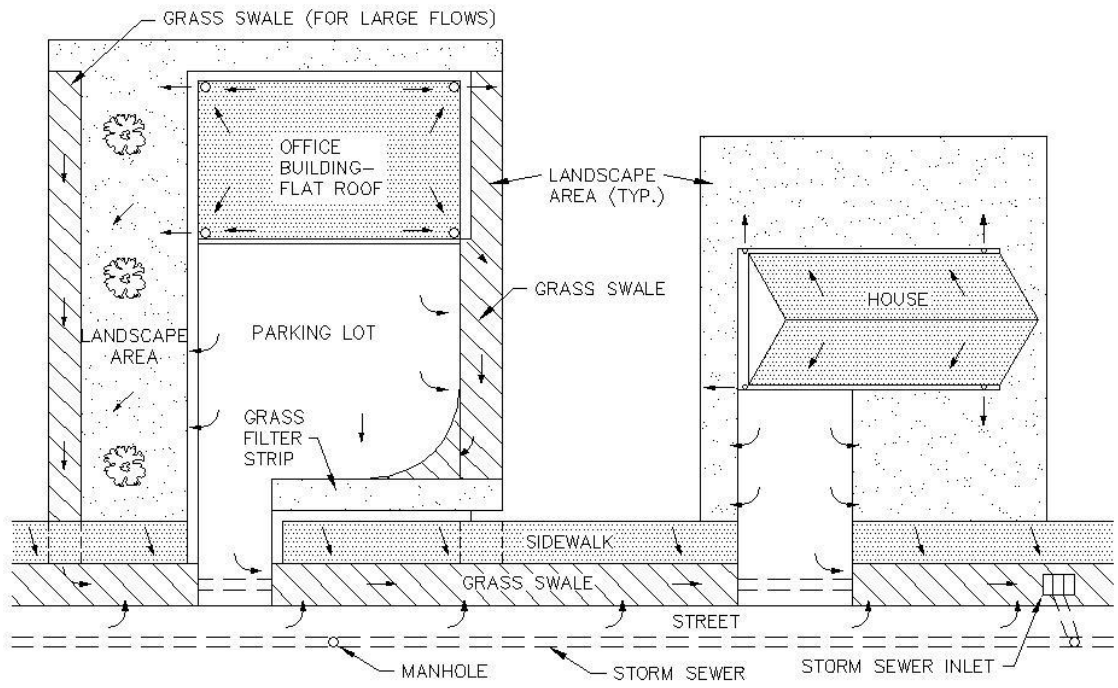 GRASS SWALE (FOR LARGE FLOWS)
OFFICE
BUILDING-
FLAT ROOF
LANDSCAPE
AREA (TYP.)
HOUSE
GRASS SWALE
LANDSCAPE
AREA
PARKING LOT
GRASS
FILTER
STRIP
SIDEWALK
GRASS SWALE
STREET
MANHOLE
STORM SEWER
STORM SEWER INLET